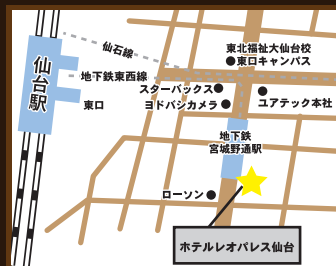 仙石線
東北福祉大仙台校
東口キャンパス
仙台駅
地下鉄東西線
スターバックス
ユアテック本社
東口
ヨドバシカメラ
地下鉄
宮城野通駅
ローソン
ホテルレオパレス仙台